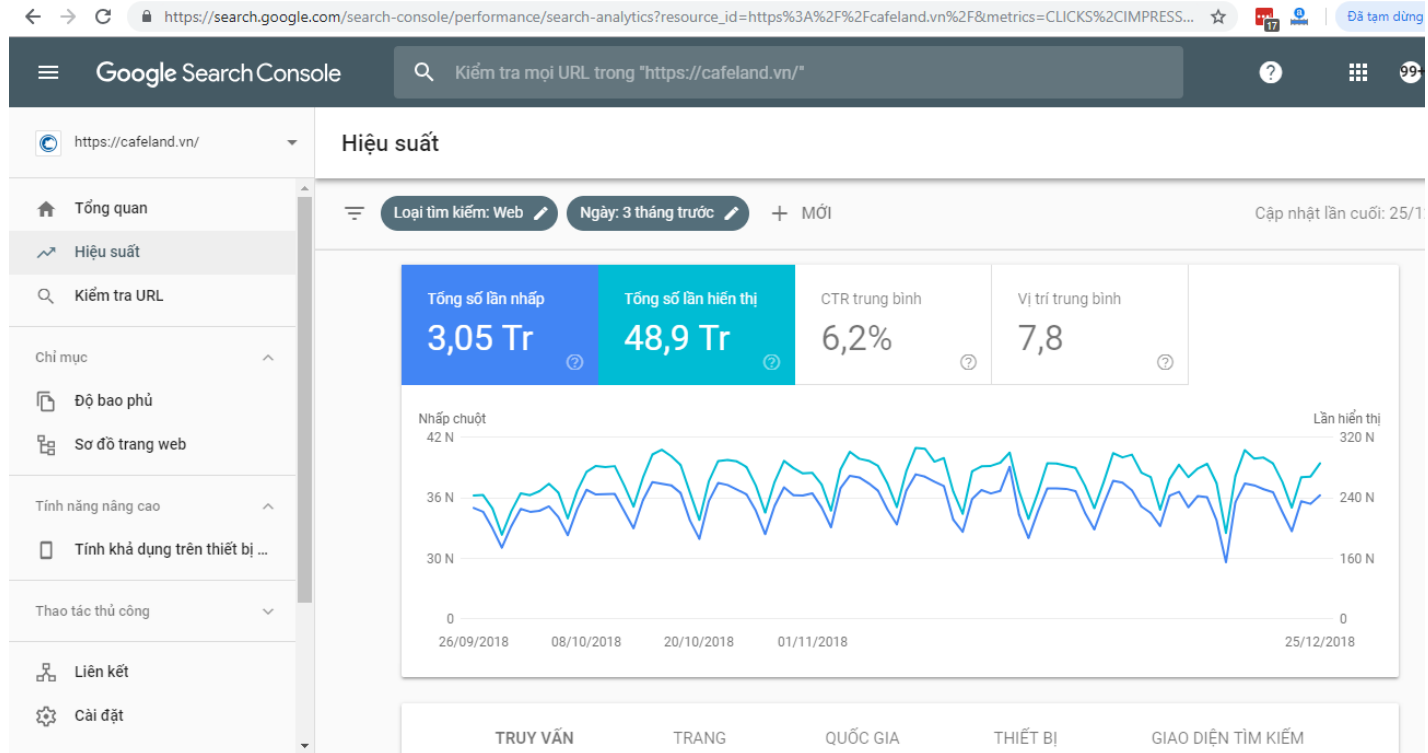 https://search.google.com/search-console/performance/search-analytics?resource_id=https%3A%2F%2Fcafeland.vn%2F&metrics=CLICKS%2CIMPRESS...
17
Đã tạm dừng
Google Search Console
Kiểm tra mọi URL trong "https://cafeland.vn/"
99+
https://cafeland.vn/
Hiệu suất
Tổng quan
Hiệu suất
Kiểm tra URL
Chỉ mục
Độ bao phủ
Sơ đồ trang web
Tính năng nâng cao
Tính khả dụng trên thiết bị ...
Thao tác thủ công
Liên kết
Cài đặt
Loại tìm kiếm: Web
Ngày: 3 tháng trước
MỚI
Cập nhật lần cuối: 25/1
Tổng số lần nhấp
3,05 Tr
Tổng số lần hiển thị
48,9 Tr
CTR trung bình
6,2%
Vị trí trung bình
7,8
Nhấp chuột
Lần hiển thị
42 N
320 N
36 N
240 N
30 N
160 N
0
0
26/09/2018 08/10/2018 20/10/2018 01/11/2018 25/12/2018
TRUY VẤN TRANG QUỐC GIA THIẾT BỊ GIAO DIỆN TÌM KIẾM